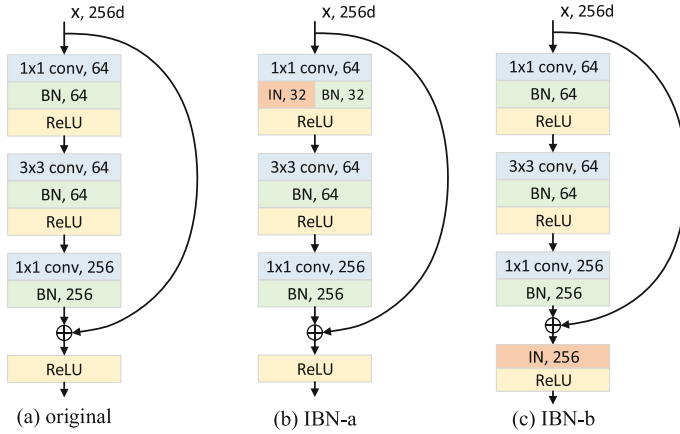 x, 256d
1x1 conv, 64
BN, 64
ReLU
3x3 conv, 64
BN, 64
ReLU
1x1 conv, 256
BN, 256
ReLU
(a) original
x, 256d
1x1 conv, 64
IN, 32 BN, 32
ReLU
3x3 conv, 64
BN, 64
ReLU
1x1 conv, 256
BN, 256
ReLU
(b) IBN-a
x, 256d
1x1 conv, 64
BN, 64
ReLU
3x3 conv, 64
BN, 64
ReLU
1x1 conv, 256
BN, 256
IN, 256
ReLU
(c) IBN-b